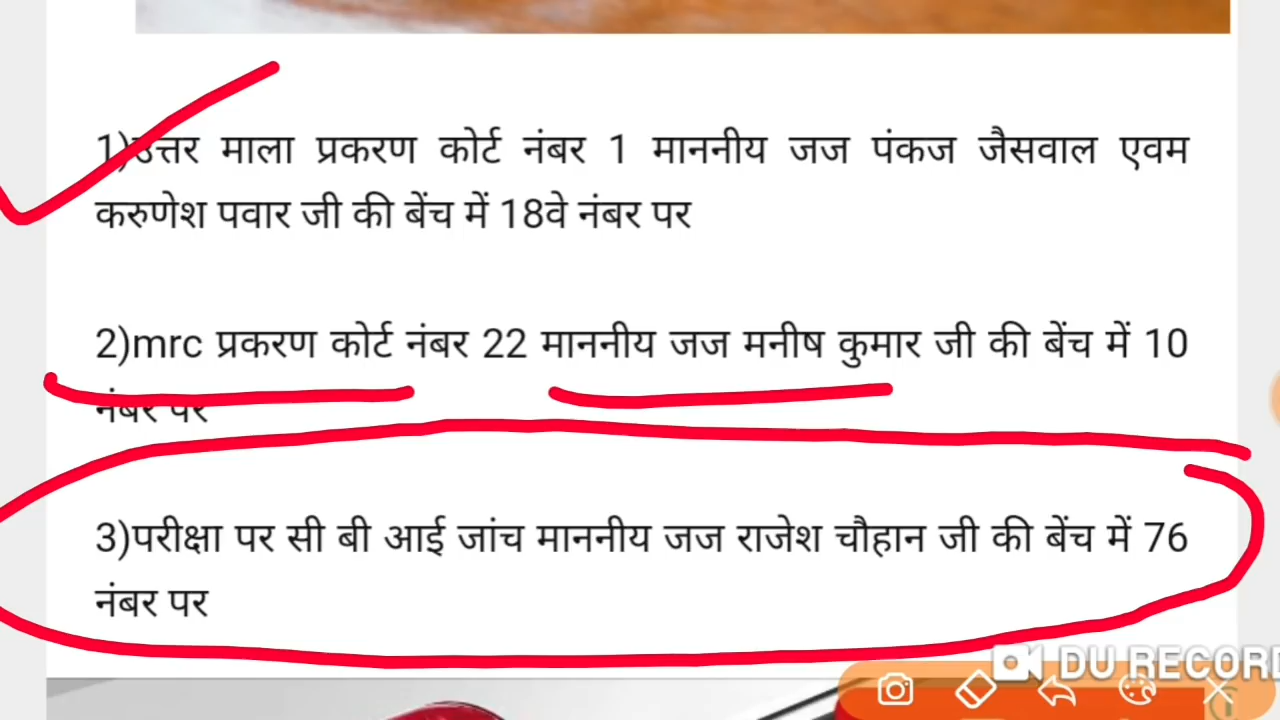 1)उत्तर माला प्रकरण कोर्ट नंबर 1 माननीय जज पंकज जैसवाल एवम
करुणेश पवार जी की बेंच में 18वे नंबर पर
2)mrc प्रकरण कोर्ट नंबर 22 माननीय जज मनीष कुमार जी की बेंच में 10
नंबर पर
3)परीक्षा पर सी बी आई जांच माननीय जज राजेश चौहान जी की बेंच में 76
नंबर पर
DU RECORD